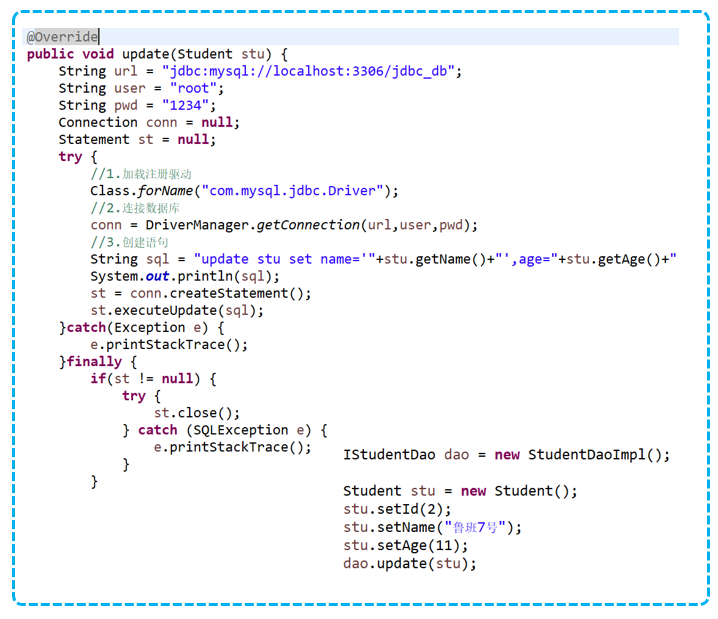 @Override
public void update(Student stu) {
String url = "jdbc:mysql://localhost:3306/jdbc_db";
String user = "root";
String pwd = "1234";
Connection conn = null;
Statement st = null;
try {
//1.加载注册驱动
Class.forName("com.mysql.jdbc.Driver");
//2.连接数据库
conn = DriverManager.getConnection(url,user,pwd);
//3.创建语句
String sql = "update stu set name='"+stu.getName()+"',age="+stu.getAge()+"
System.out.println(sql);
st = conn.createStatement();
st.executeUpdate(sql);
}catch(Exception e) {
e.printStackTrace();
}finally {
if(st != null) {
try {
st.close();
} catch (SQLException e) {
e.printStackTrace();
}
}
IStudentDao dao = new StudentDaoImpl();
Student stu = new Student();
stu.setId(2);
stu.setName("鲁班7号");
stu.setAge(11);
dao.update(stu);